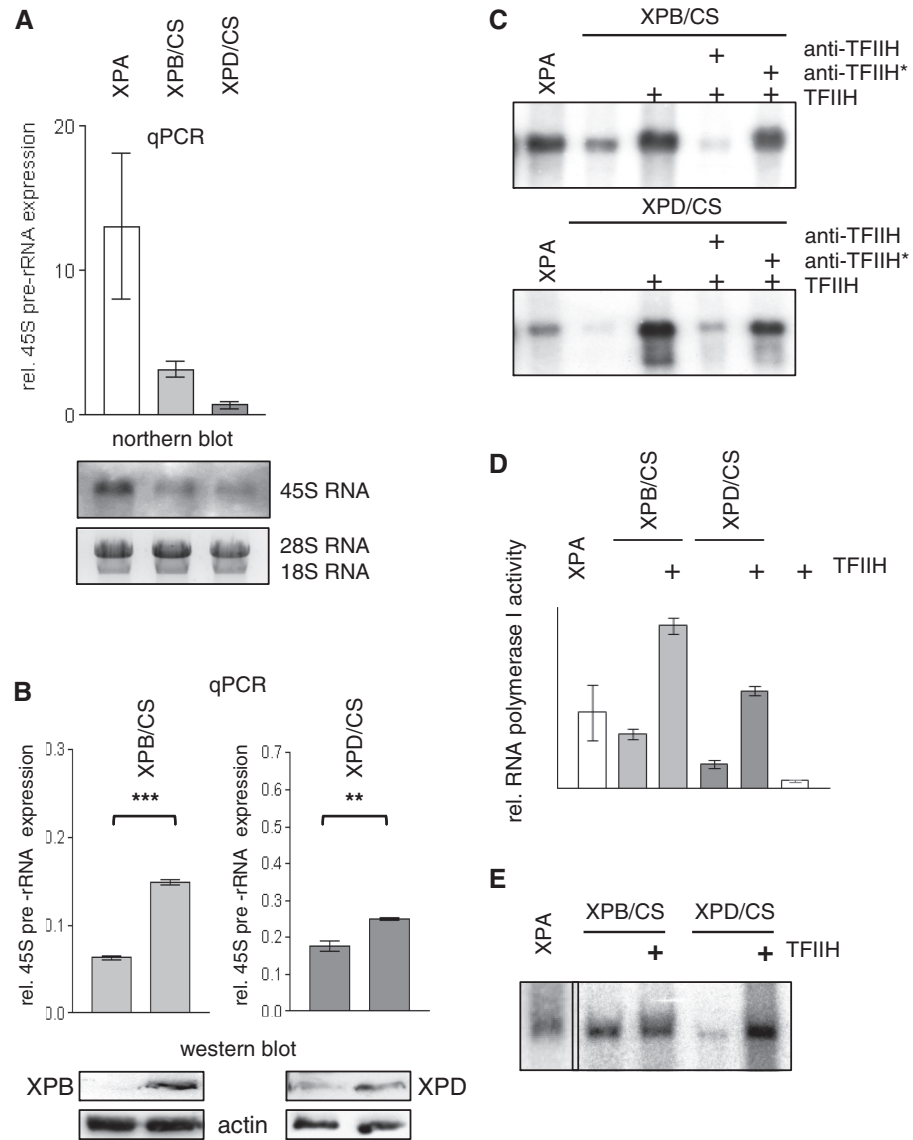 A
XPA
XPB/CS
XPD/CS
qPCR
rel. 45S pre-rRNA expression
20
10
0
northern blot
45S RNA
28S RNA
18S RNA
B
qPCR
XPB/CS
XPD/CS
rel. 45S pre -rRNA expression
0.3
0.2
0.1
0.0
***
rel. 45S pre -rRNA expression
0.7
0.6
0.5
0.4
0.3
0.2
0.1
0.0
**
western blot
XPB
XPD
actin
C
XPB/CS
XPA
+ anti-TFIIH
+ anti-TFIIH*
+ + + TFIIH
XPD/CS
XPA
+ anti-TFIIH
+ anti-TFIIH*
+ + + TFIIH
D
XPA
XPB/CS
XPD/CS
+ + + TFIIH
rel. RNA polymerase I activity
E
XPA
XPB/CS XPD/CS
+ + TFIIH